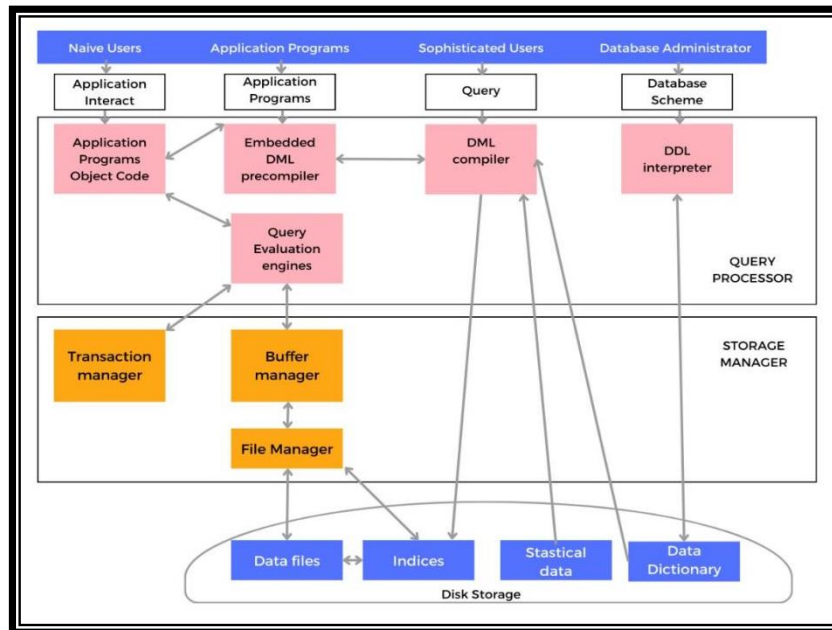 Naive Users
Application Programs
Sophisticated Users
Database Administrator
Application
Interact
Application
Programs
Query
Database
Scheme
Application
Programs
Object Code
Embedded
DML
precompiler
DML
compiler
DDL
interpreter
Query
Evaluation
engines
QUERY
PROCESSOR
Transaction
manager
Buffer
manager
STORAGE
MANAGER
File Manager
Data files
Indices
Stastical
data
Data
Dictionary
Disk Storage